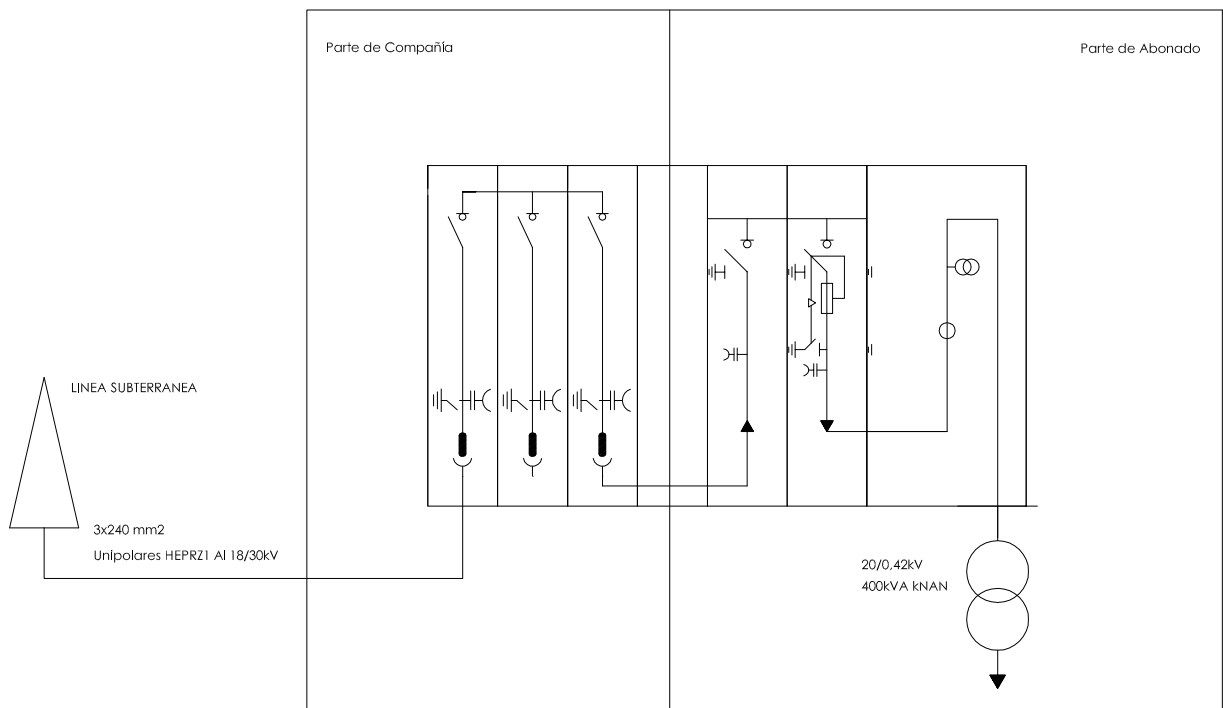 Parte de Compañía
Parte de Abonado
LINEA SUBTERRANEA
3x240 mm2
Unipolares HEPRZ1 Al 18/30kV
20/0,42kV
400kVA kNAN